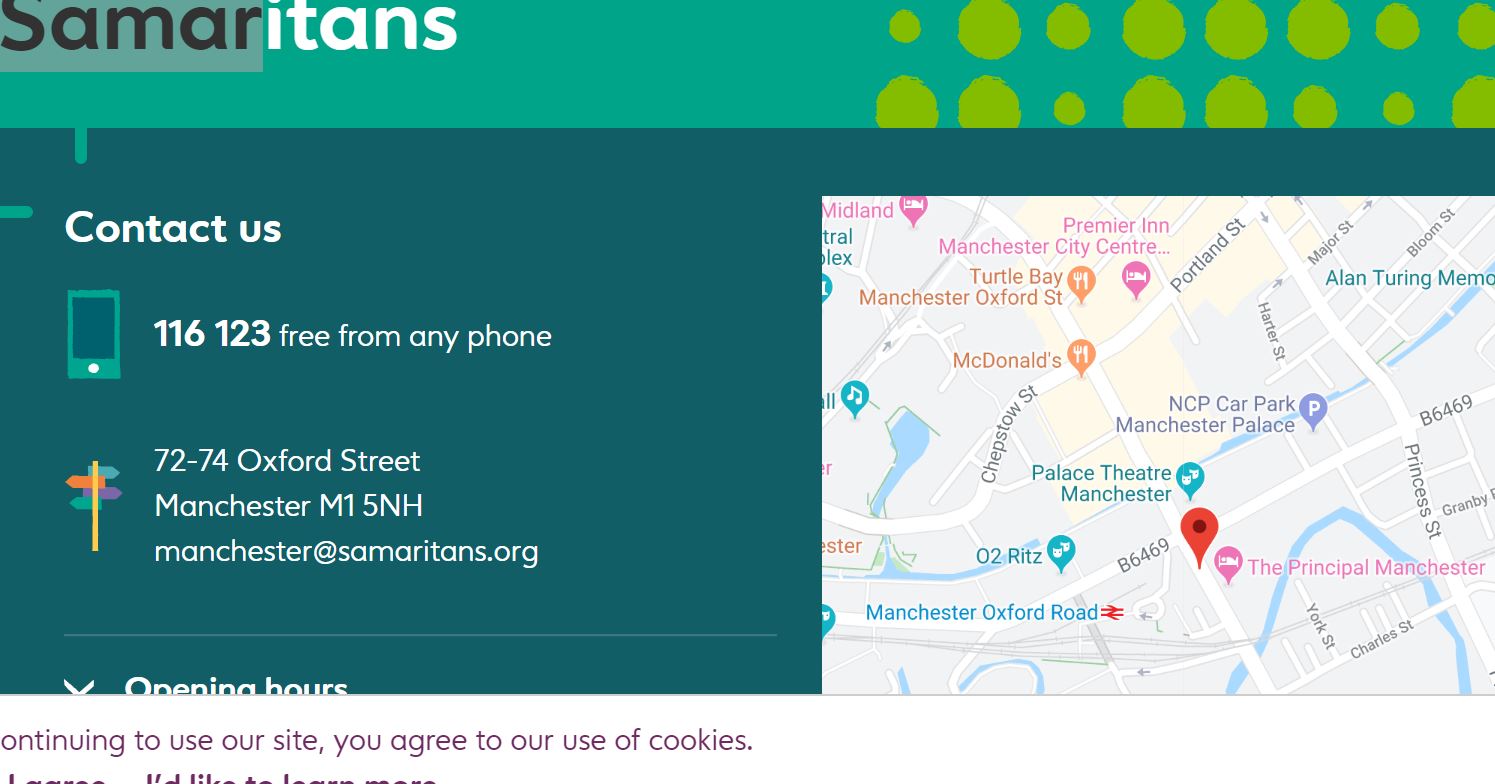 Samaritans
Contact us
116 123 free from any phone
72-74 Oxford Street
Manchester M1 5NH
manchester@samaritans.org
Opening hours
Midland
tral
plex
Premier Inn
Manchester City Centre...
Turtle Bay
Manchester Oxford St
Portland St
Major St
Bloom St
Alan Turing Memo
Harter St
McDonald's
Chepstow St
all
NCP Car Park
Manchester Palace
B6469
er
Palace Theatre
Manchester
Princess St
Granby R
ester
O2 Ritz
B6469
The Principal Manchester
Manchester Oxford Road
York St
Charles St
ontinuing to use our site, you agree to our use of cookies.
I agree I'd like to learn more